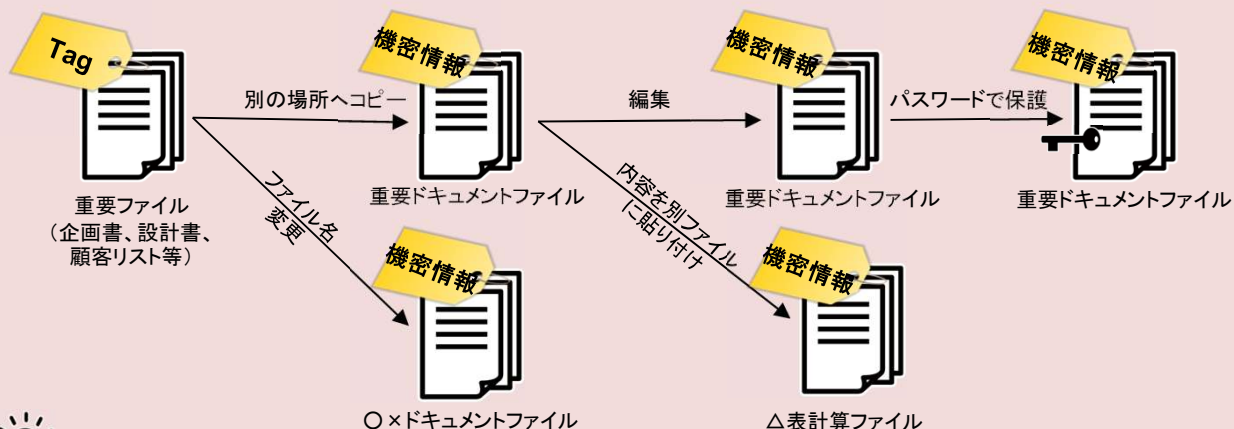 Tag
重要ファイル
（企画書、設計書、
顧客リスト等）
別の場所へコピー
機密情報
重要ドキュメントファイル
編集
機密情報
重要ドキュメントファイル
パスワードで保護
機密情報
重要ドキュメントファイル
ファイル名
変更
機密情報
○×ドキュメントファイル
内容を別ファイル
に貼り付け
機密情報
△表計算ファイル